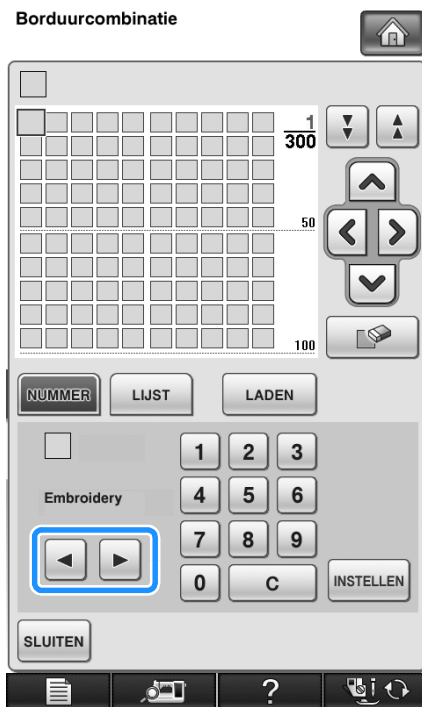 Borduurcombinatie
1
300
50
100
NUMMER LIJST LADEN
1 2 3
Embroidery 4 5 6
7 8 9
0 C INSTELLEN
SLUITEN
?